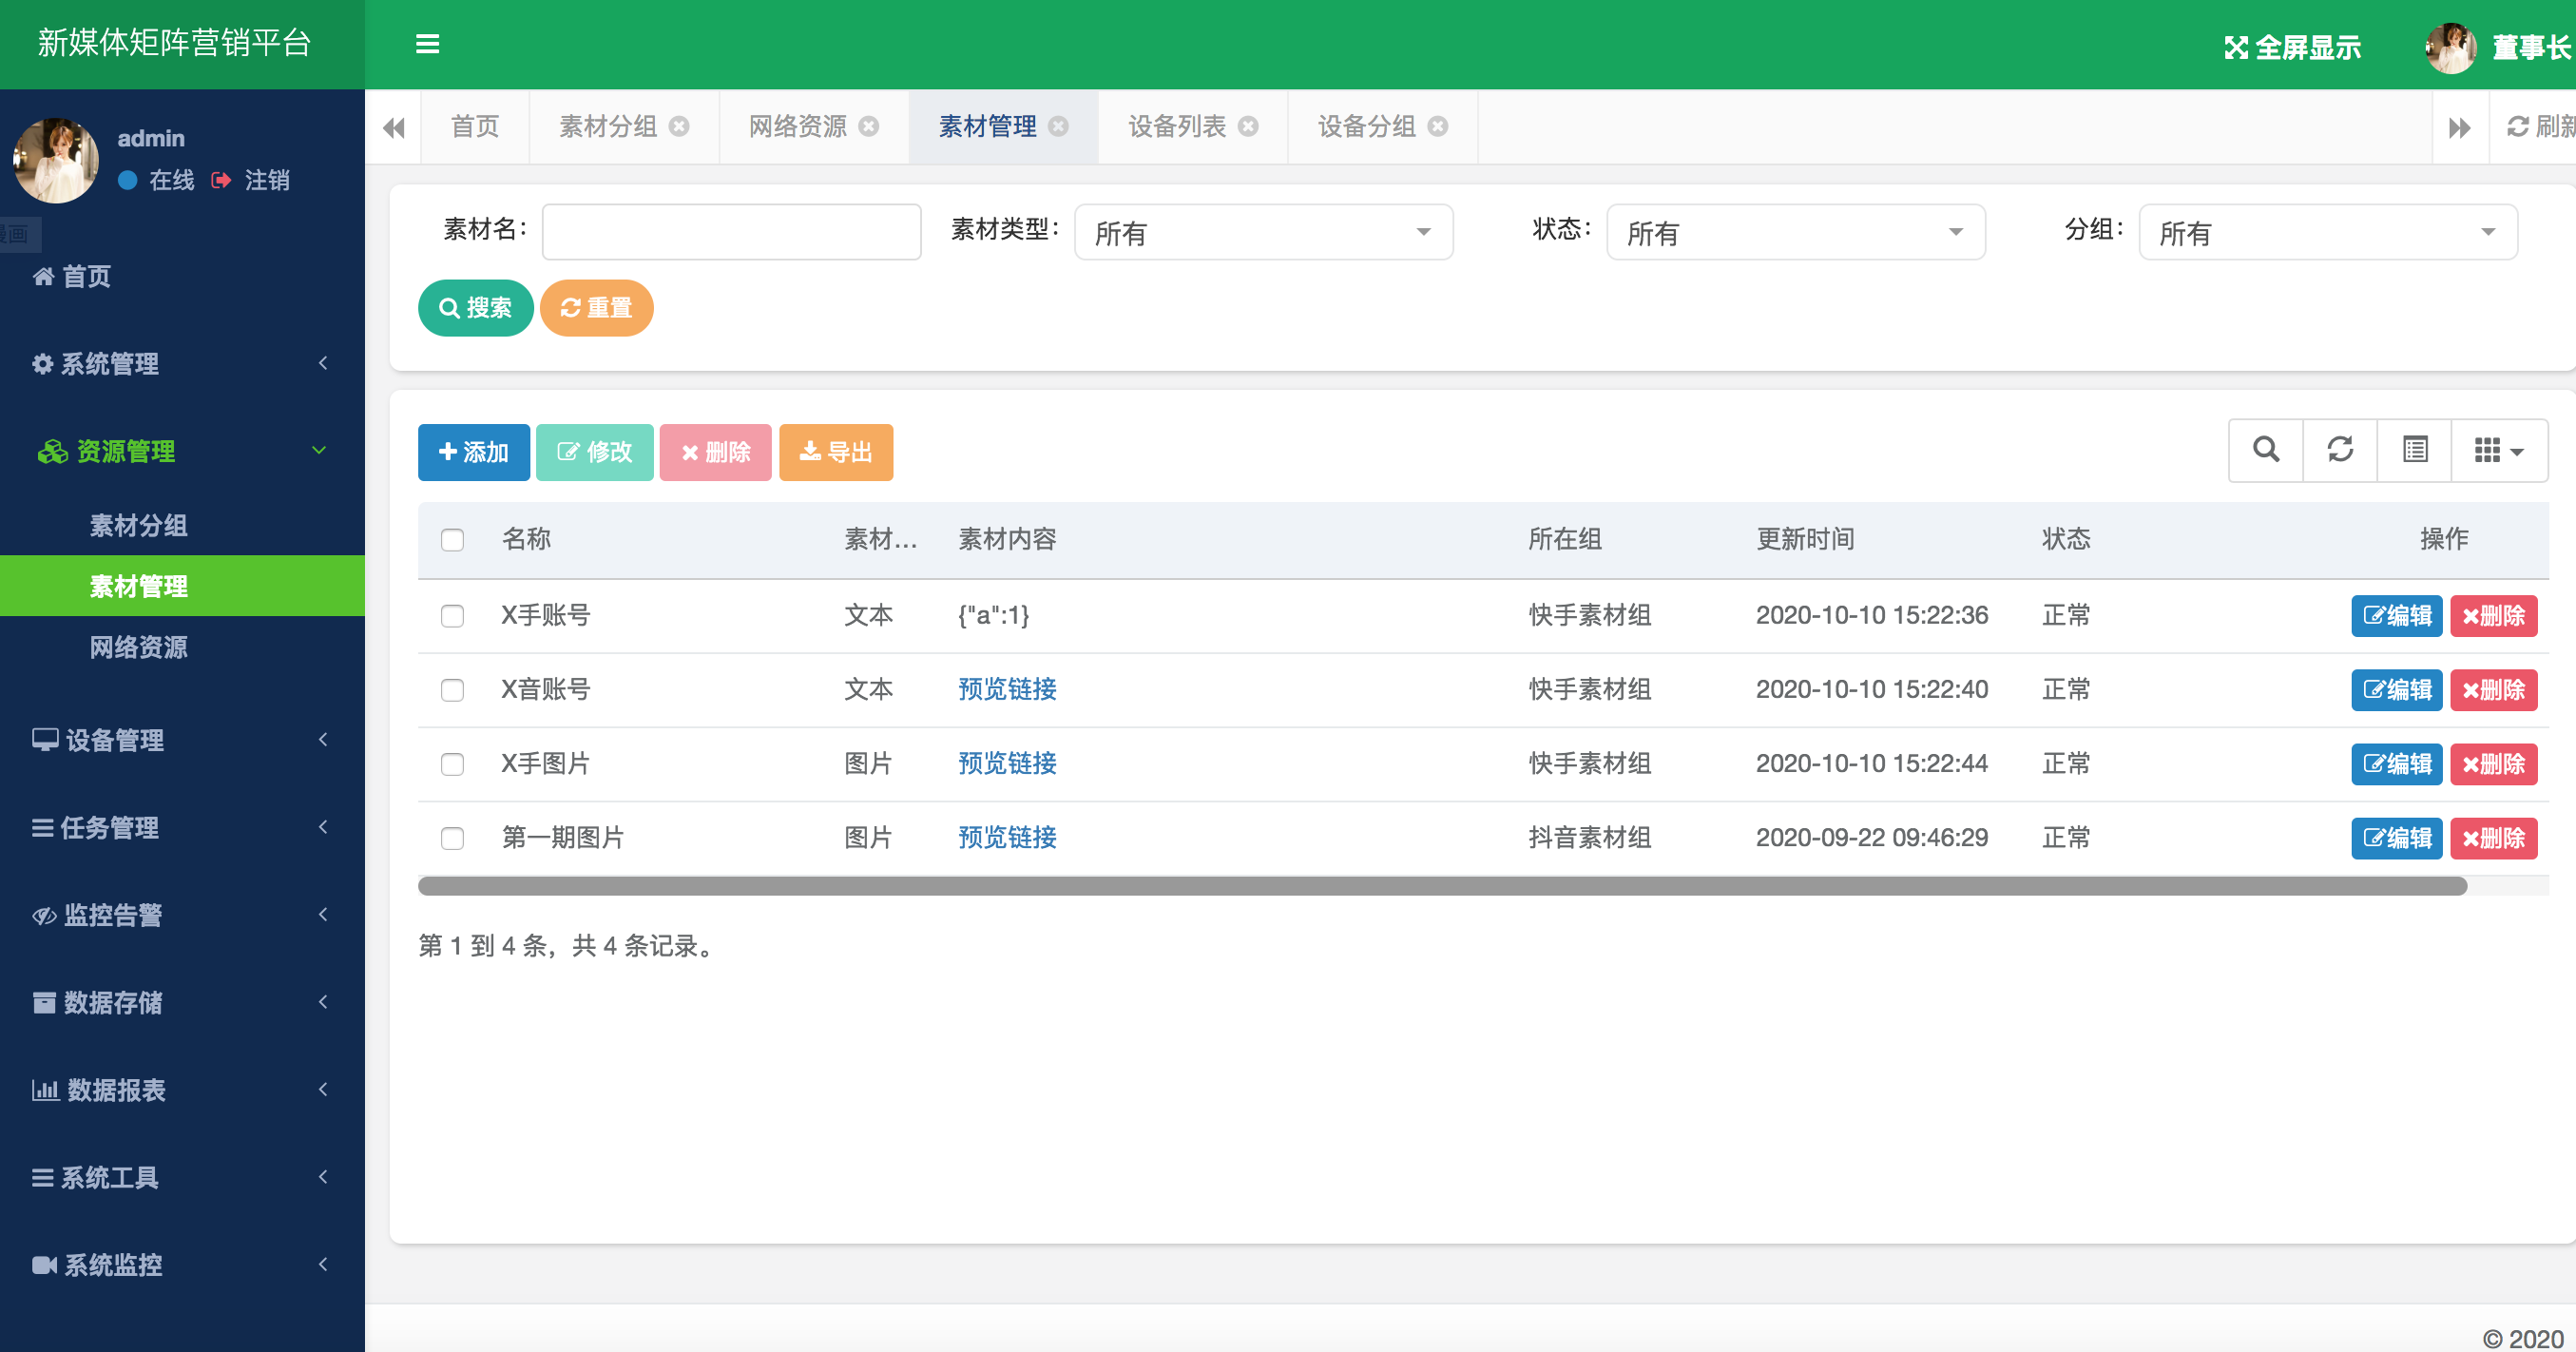 新媒体矩阵营销平台
全屏显示 董事长
admin
在线 注销
漫画
首页
系统管理
资源管理
素材分组
素材管理
网络资源
设备管理
任务管理
监控告警
数据存储
数据报表
系统工具
系统监控
首页 素材分组 网络资源 素材管理 设备列表 设备分组 刷新
素材名： 素材类型： 所有 状态： 所有 分组： 所有
搜索 重置
添加 修改 删除 导出
名称 素材... 素材内容 所在组 更新时间 状态 操作
X手账号 文本 {"a":1} 快手素材组 2020-10-10 15:22:36 正常 编辑 删除
X音账号 文本 预览链接 快手素材组 2020-10-10 15:22:40 正常 编辑 删除
X手图片 图片 预览链接 快手素材组 2020-10-10 15:22:44 正常 编辑 删除
第一期图片 图片 预览链接 抖音素材组 2020-09-22 09:46:29 正常 编辑 删除
第 1 到 4 条，共 4 条记录。
© 2020